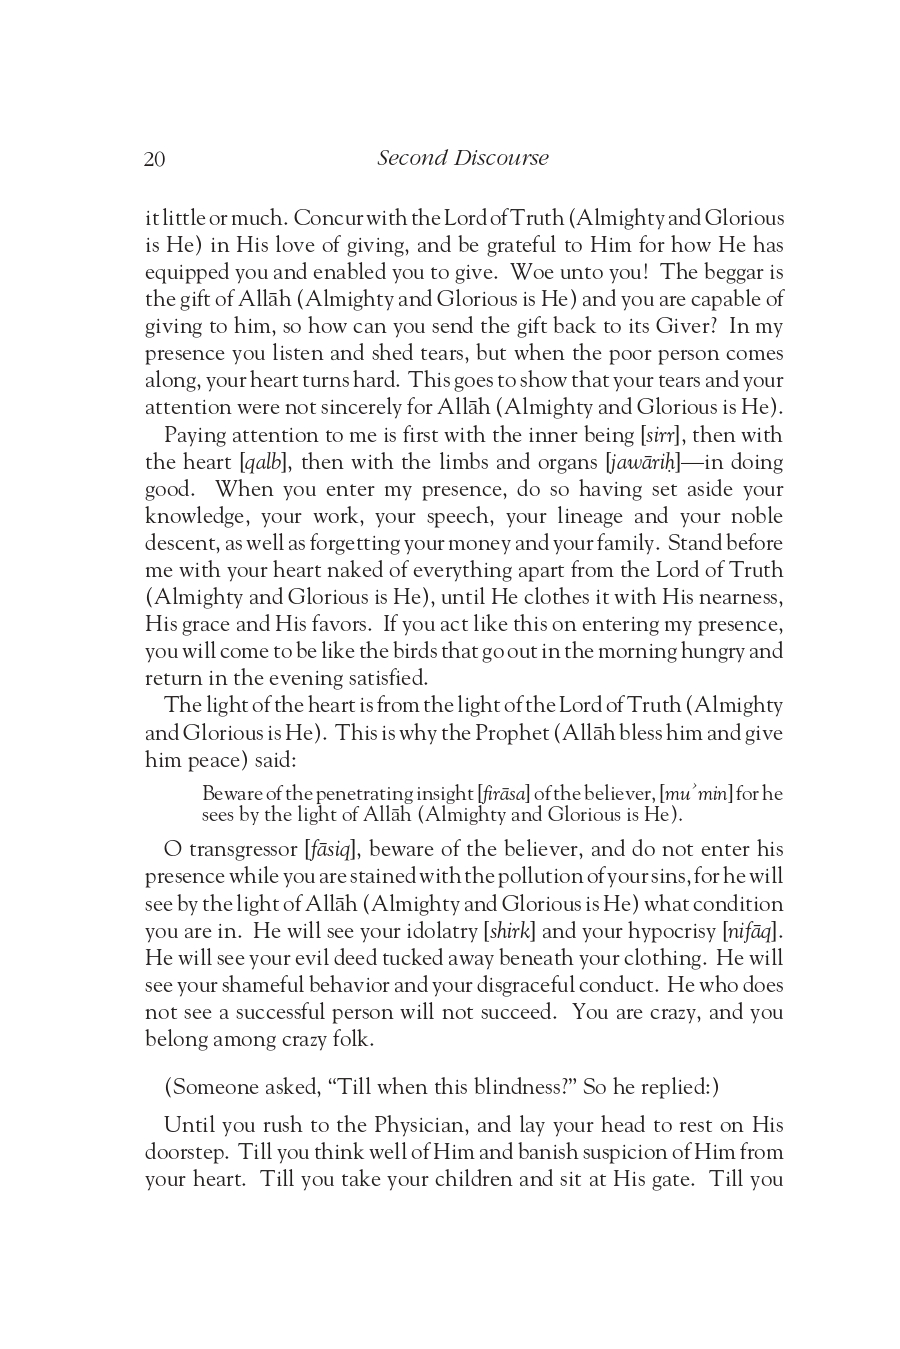 20
Second Discourse
it little or much. Concur with the Lord of Truth (Almighty and Glorious
is He) in His love of giving, and be grateful to Him for how He has
equipped you and enabled you to give. Woe unto you! The beggar is
the gift of Allāh (Almighty and Glorious is He) and you are capable of
giving to him, so how can you send the gift back to its Giver? In my
presence you listen and shed tears, but when the poor person comes
along, your heart turns hard. This goes to show that your tears and your
attention were not sincerely for Allāh (Almighty and Glorious is He).
Paying attention to me is first with the inner being [sirr], then with
the heart [qalb], then with the limbs and organs [jawāriḥ]—in doing
good. When you enter my presence, do so having set aside your
knowledge, your work, your speech, your lineage and your noble
descent, as well as forgetting your money and your family. Stand before
me with your heart naked of everything apart from the Lord of Truth
(Almighty and Glorious is He), until He clothes it with His nearness,
His grace and His favors. If you act like this on entering my presence,
you will come to be like the birds that go out in the morning hungry and
return in the evening satisfied.
The light of the heart is from the light of the Lord of Truth (Almighty
and Glorious is He). This is why the Prophet (Allāh bless him and give
him peace) said:
Beware of the penetrating insight [firāsa] of the believer, [muʾmin] for he
sees by the light of Allāh (Almighty and Glorious is He).
O transgressor [fāsiq], beware of the believer, and do not enter his
presence while you are stained with the pollution of your sins, for he will
see by the light of Allāh (Almighty and Glorious is He) what condition
you are in. He will see your idolatry [shirk] and your hypocrisy [nifāq].
He will see your evil deed tucked away beneath your clothing. He will
see your shameful behavior and your disgraceful conduct. He who does
not see a successful person will not succeed. You are crazy, and you
belong among crazy folk.
(Someone asked, “Till when this blindness?” So he replied:)
Until you rush to the Physician, and lay your head to rest on His
doorstep. Till you think well of Him and banish suspicion of Him from
your heart. Till you take your children and sit at His gate. Till you